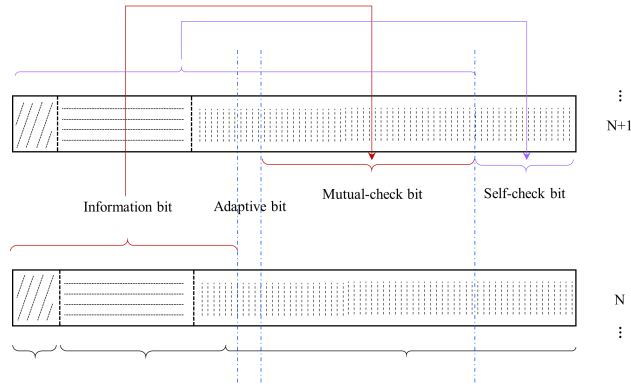 ⋮
N+1
Mutual-check bit
Self-check bit
Information bit
Adaptive bit
N
⋮